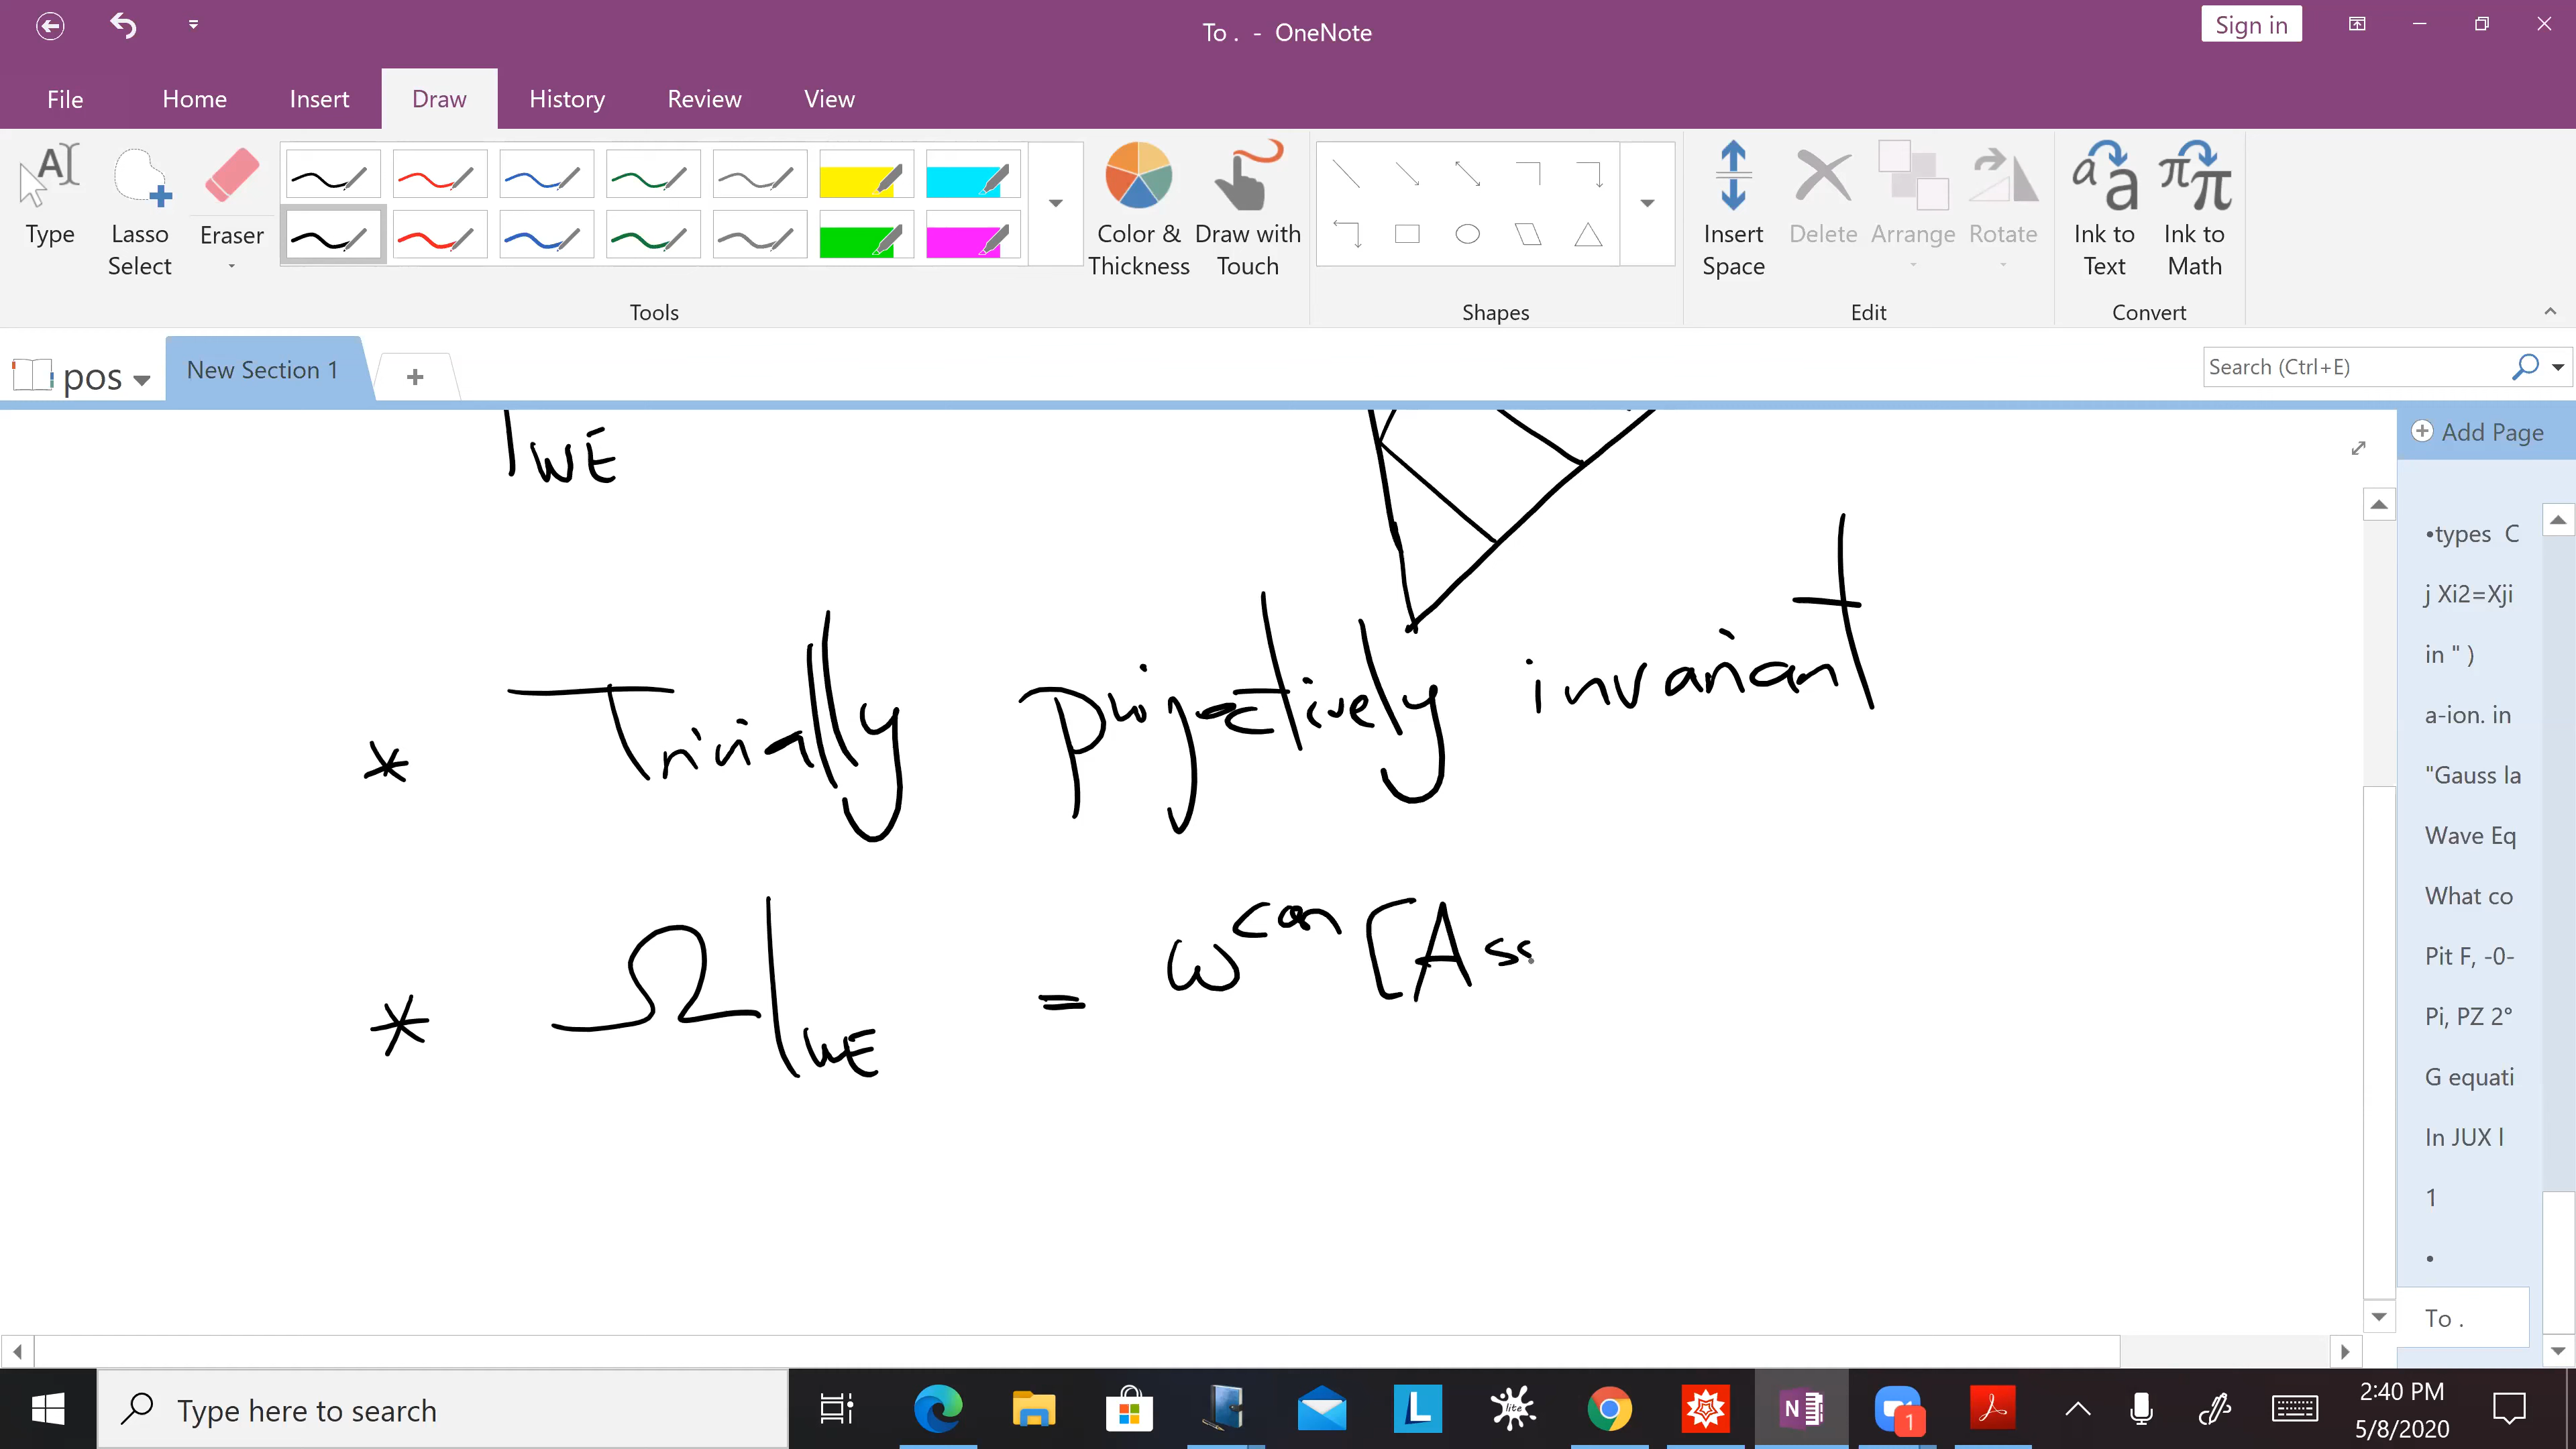 To . - OneNote
Sign in
File Home Insert Draw History Review View
Type
Lasso Select
Eraser
Color & Thickness
Draw with Touch
Insert Space
Delete
Arrange
Rotate
Ink to Text
Ink to Math
Tools
Shapes
Edit
Convert
pos
New Section 1
+
Search (Ctrl+E)
Add Page
•types C
j Xi2=Xji
in " )
a-ion. in
"Gauss la
Wave Eq
What co
Pit F, -0-
Pi, PZ 2°
G equati
In JUX l
1
•
To .
| WE
* Trivially projectively invariant
* Ω|WE = ω^can [Ass
Type here to search
L
lite
N
1
2:40 PM
5/8/2020